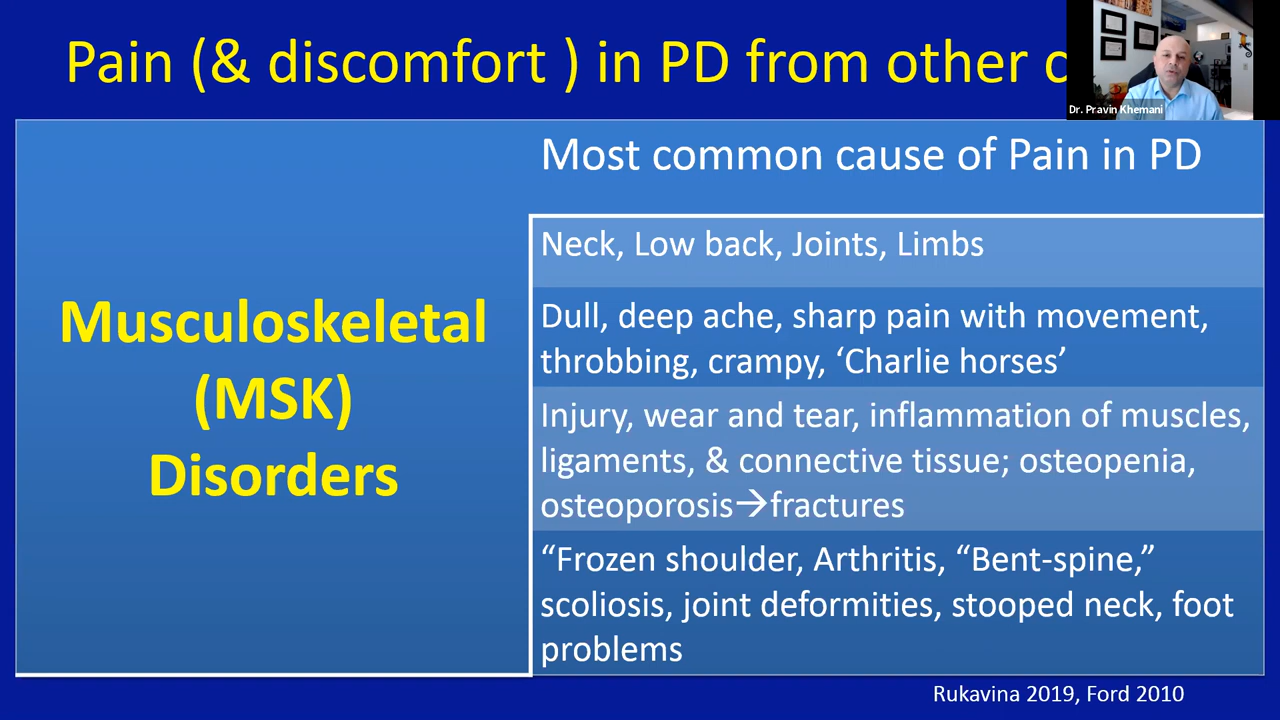 Pain (& discomfort ) in PD from other c
Dr. Pravin Khemani
Most common cause of Pain in PD
Musculoskeletal
(MSK)
Disorders
Neck, Low back, Joints, Limbs
Dull, deep ache, sharp pain with movement,
throbbing, crampy, ‘Charlie horses’
Injury, wear and tear, inflammation of muscles,
ligaments, & connective tissue; osteopenia,
osteoporosis→fractures
“Frozen shoulder, Arthritis, “Bent-spine,”
scoliosis, joint deformities, stooped neck, foot
problems
Rukavina 2019, Ford 2010